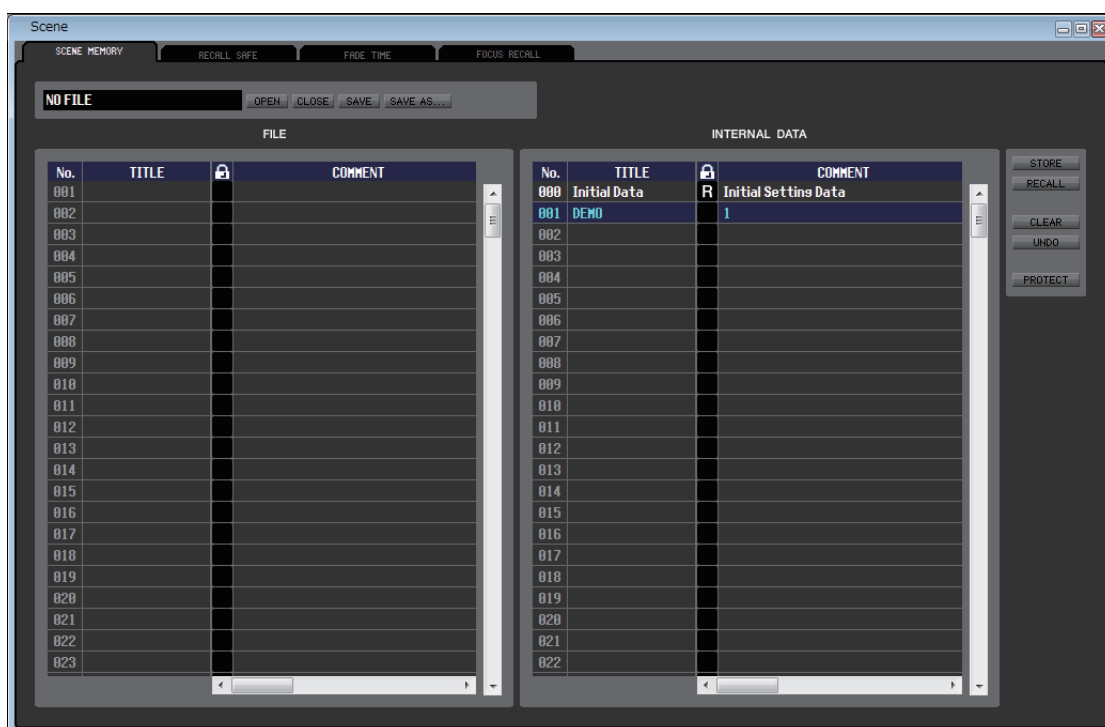 Scene
SCENE MEMORY RECALL SAFE FADE TIME FOCUS RECALL
NO FILE OPEN CLOSE SAVE SAVE AS...
FILE INTERNAL DATA
No. TITLE COMMENT No. TITLE COMMENT STORE
001 000 Initial Data R Initial Setting Data RECALL
002 001 DEMO 1 CLEAR
003 002 UNDO
004 003
005 004 PROTECT
006 005
007 006
008 007
009 008
010 009
011 010
012 011
013 012
014 013
015 014
016 015
017 016
018 017
019 018
020 019
021 020
022 021
023 022